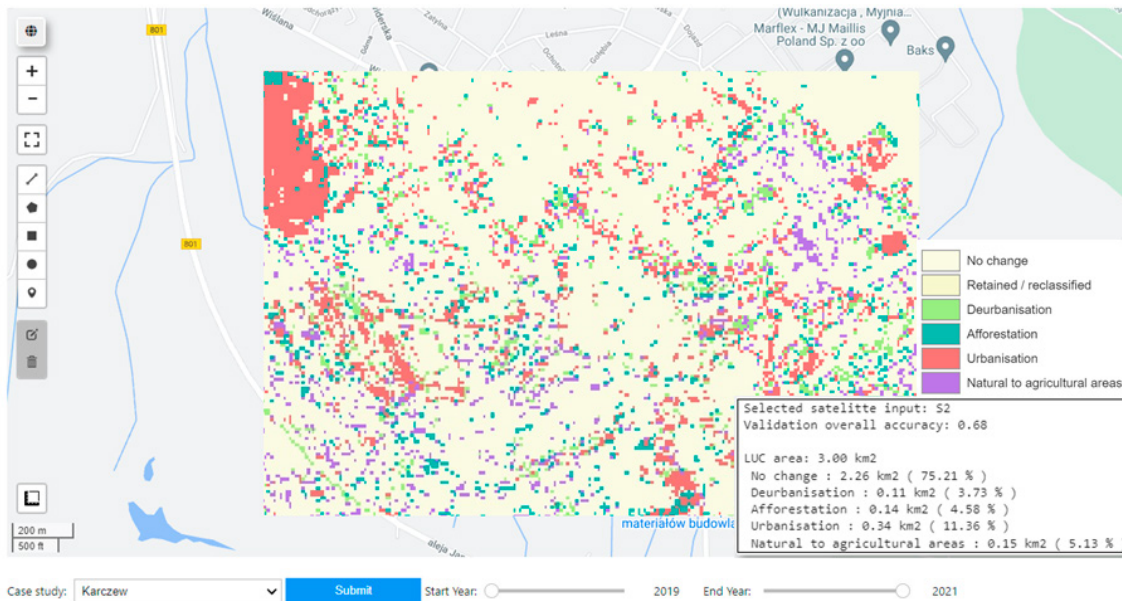 801
Wiślana
Zatylna
Leśna
Gołębia
Dojazd
(Wulkanizacja , Myjnia...
Marflex - MJ Maillis
Poland Sp. z oo
Baks
801
No change
Retained / reclassified
Deurbanisation
Afforestation
Urbanisation
Natural to agricultural areas
Selected satelitte input: S2
Validation overall accuracy: 0.68
LUC area: 3.00 km2
No change : 2.26 km2 ( 75.21 % )
Deurbanisation : 0.11 km2 ( 3.73 % )
Afforestation : 0.14 km2 ( 4.58 % )
Urbanisation : 0.34 km2 ( 11.36 % )
Natural to agricultural areas : 0.15 km2 ( 5.13 %
materiałów budowla
200 m
500 ft
aleja Jan
Case study: Karczew Submit Start Year: 2019 End Year: 2021